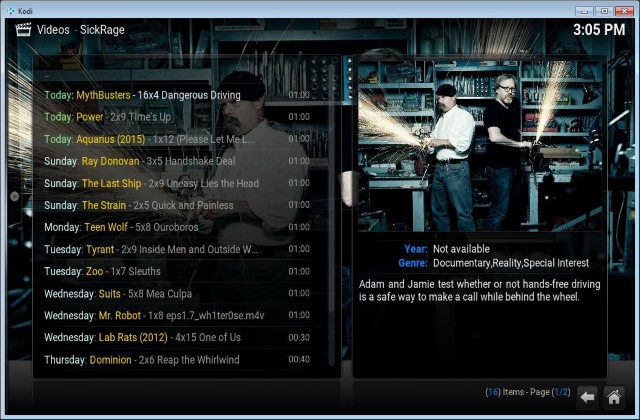 Kodi
Videos - SickRage
3:05 PM
..
Today: MythBusters - 16x4 Dangerous Driving 01:00
Today: Power - 2x9 Time's Up 01:00
Today: Aquarius (2015) - 1x12 (Please Let Me L... 01:00
Sunday: Ray Donovan - 3x5 Handshake Deal 01:00
Sunday: The Last Ship - 2x9 Uneasy Lies the Head 01:00
Sunday: The Strain - 2x5 Quick and Painless 01:00
Monday: Teen Wolf - 5x8 Ouroboros 01:00
Tuesday: Tyrant - 2x9 Inside Men and Outside W... 01:00
Tuesday: Zoo - 1x7 Sleuths 01:00
Wednesday: Suits - 5x8 Mea Culpa 01:00
Wednesday: Mr. Robot - 1x8 eps1.7_wh1ter0se.m4v 01:00
Wednesday: Lab Rats (2012) - 4x15 One of Us 00:30
Thursday: Dominion - 2x6 Reap the Whirlwind 00:40
Year: Not available
Genre: Documentary,Reality,Special Interest
Adam and Jamie test whether or not hands-free driving
is a safe way to make a call while behind the wheel.
(16) Items - Page (1/2)